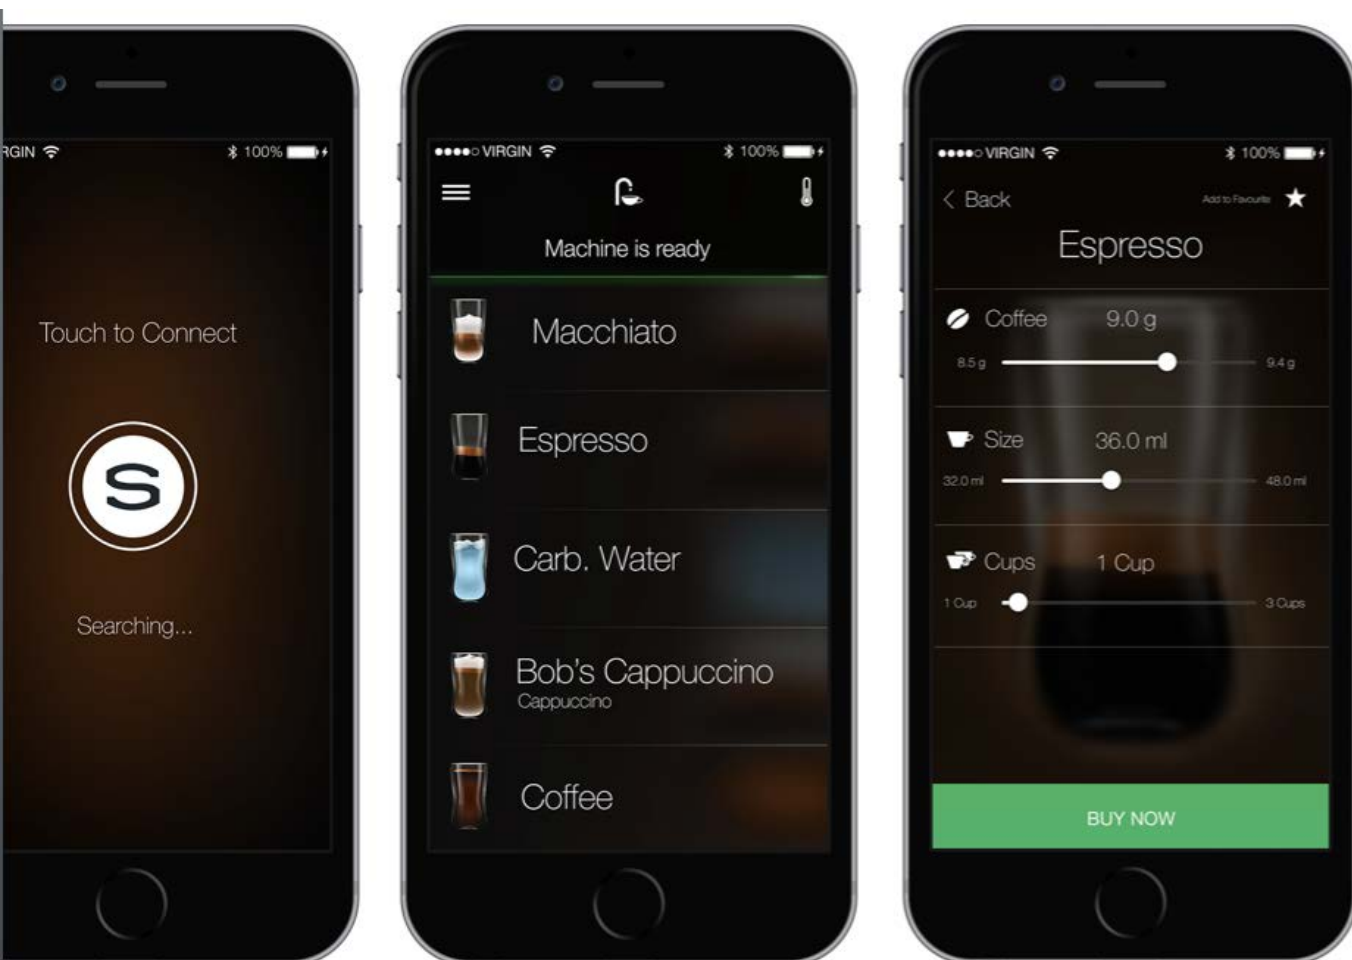 RGIN 100%
Touch to Connect
S
Searching...
VIRGIN 100%
Machine is ready
Macchiato
Espresso
Carb. Water
Bob's Cappuccino
Cappuccino
Coffee
VIRGIN 100%
Back Add to Favourite
Espresso
Coffee 9.0 g
8.5 g 9.4 g
Size 36.0 ml
32.0 ml 48.0 ml
Cups 1 Cup
1 Cup 3 Cups
BUY NOW